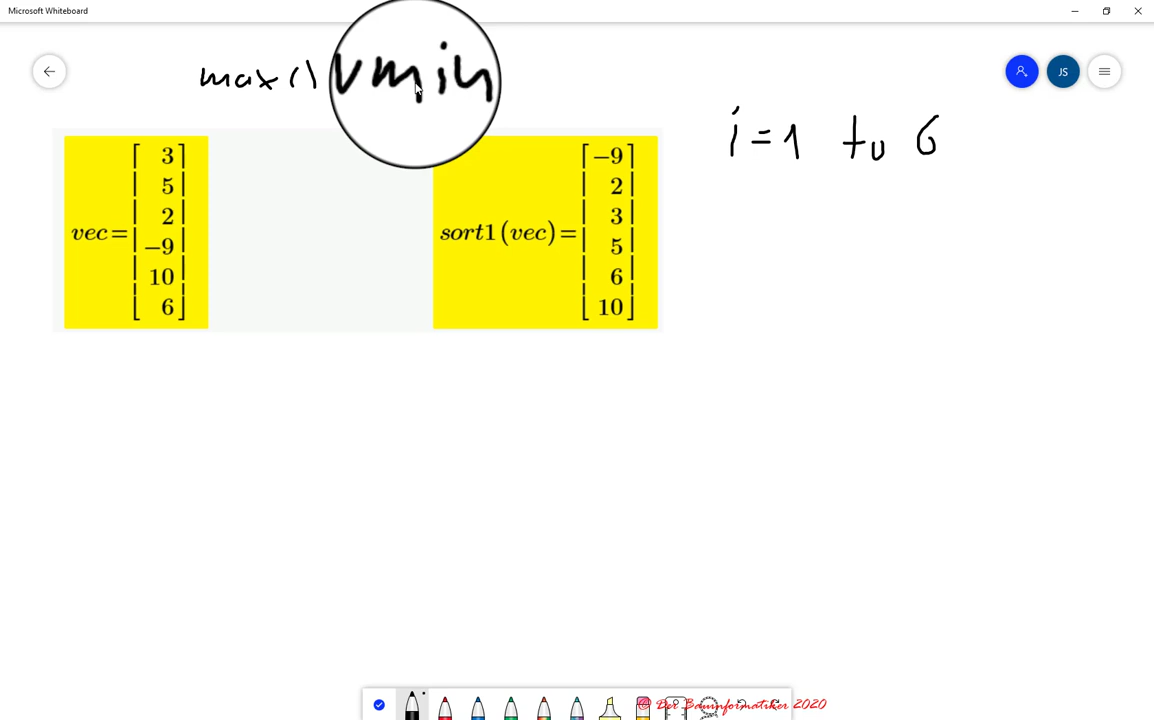 Microsoft Whiteboard
max() vmin
JS
i = 1 to 6
vec = [ 3 5 2 −9 10 6 ]
sort1 (vec) = [ −9 2 3 5 6 10 ]
© Der Bauinformatiker 2020